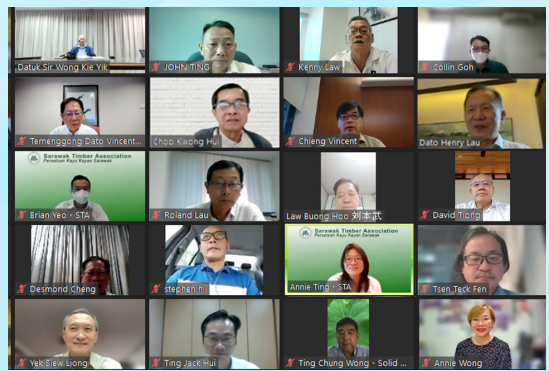 Datuk Sir Wong Kie Yik
JOHN TING
Kenny Law
Collin Goh
Temenggong Dato Vincent...
Choo Kwong Hui
Chieng Vincent
Dato Henry Lau
Sarawak Timber Association
Persatuan Kayu Kayan Sarawak
Brian Yeo - STA
Roland Lau
Law Buong Hoo 刘本武
David Tiong
Desmond Cheng
stephen hii
Sarawak Timber Association
Persatuan Kayu Kayan Sarawak
Annie Ting - STA
Tsen Teck Fen
Yek Siew Liong
Ting Jack Hui
Ting Chung Wong - Solid ...
Annie Wong